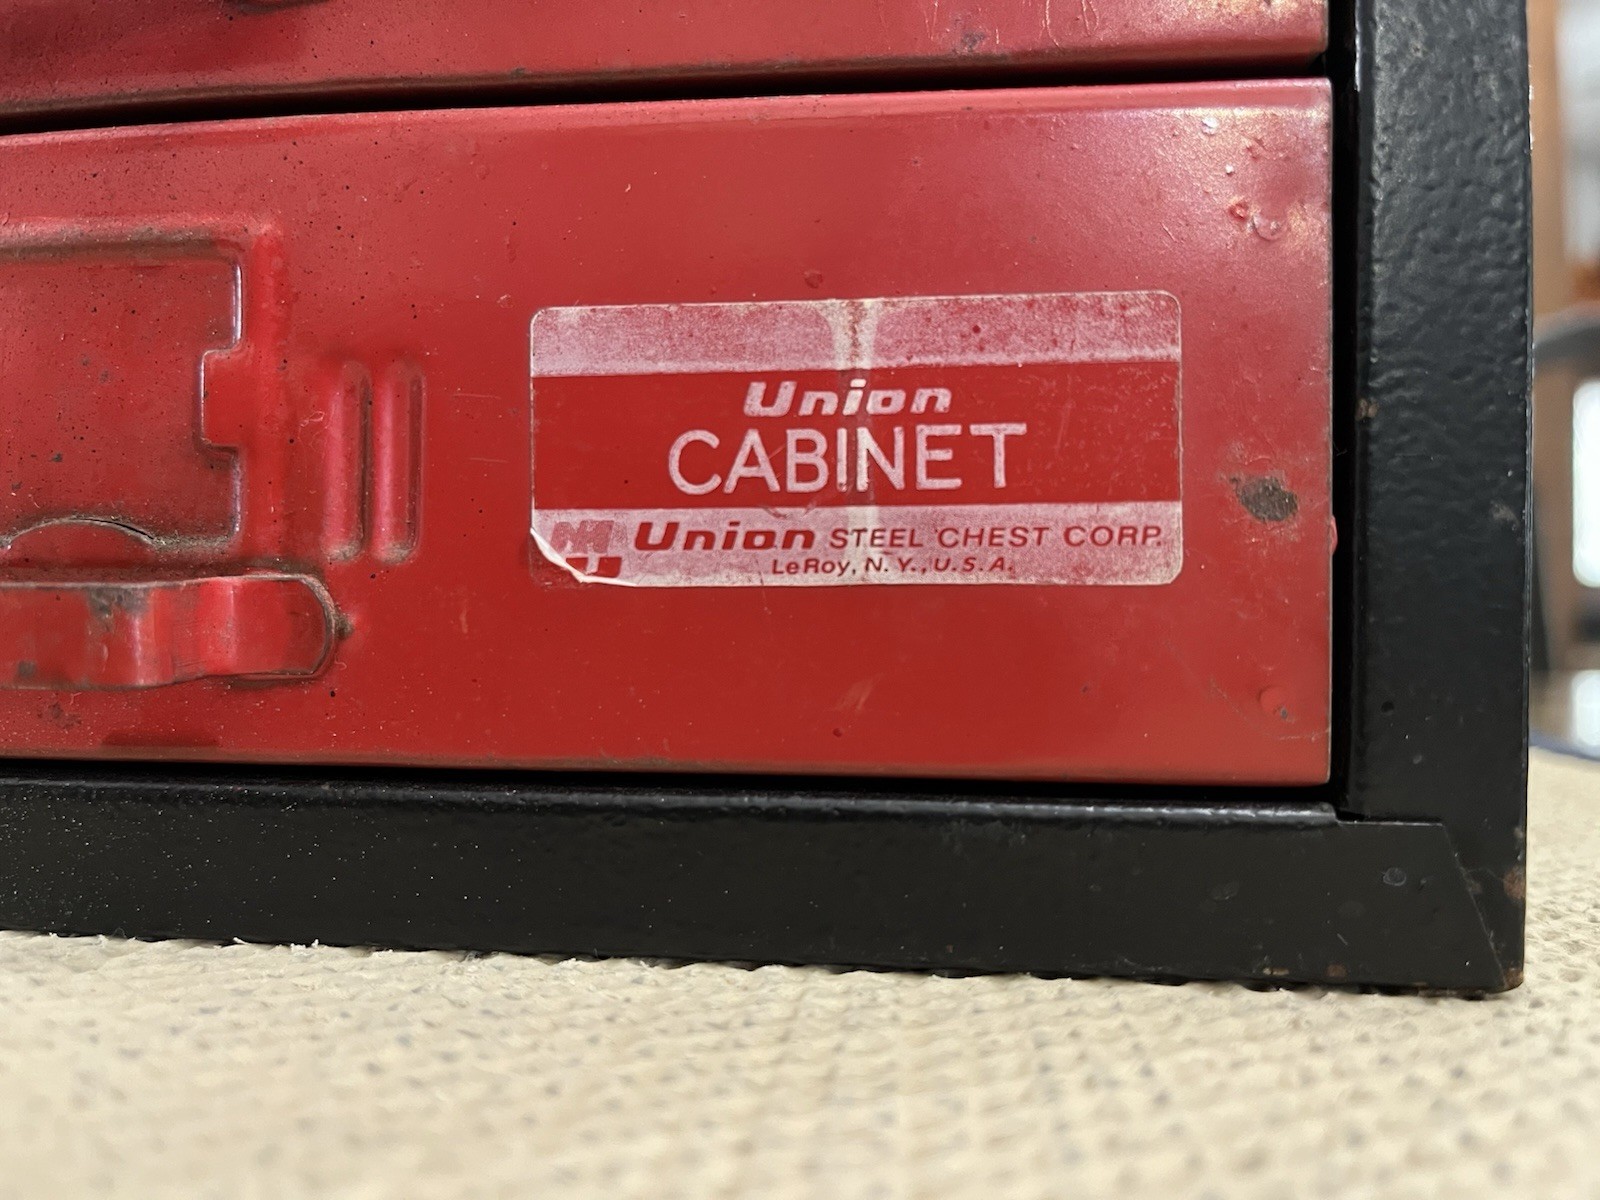 Union
CABINET
Union STEEL CHEST CORP.
LeRoy, N.Y., U.S.A.